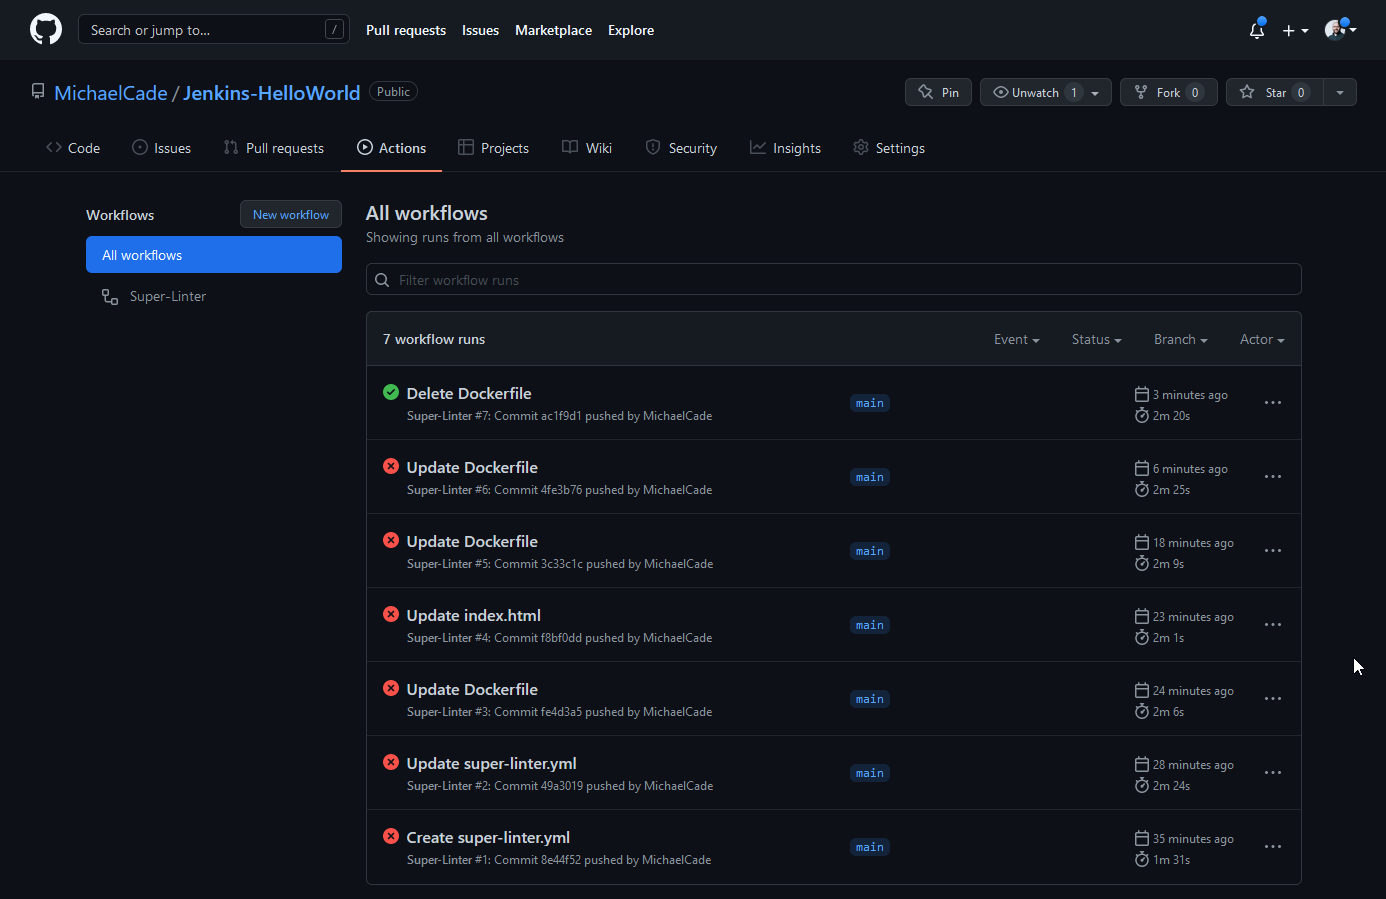 Search or jump to... /
Pull requests Issues Marketplace Explore
MichaelCade / Jenkins-HelloWorld Public
Pin
Unwatch 1
Fork 0
Star 0
Code
Issues
Pull requests
Actions
Projects
Wiki
Security
Insights
Settings
Workflows
New workflow
All workflows
Super-Linter
All workflows
Showing runs from all workflows
Filter workflow runs
7 workflow runs
Event Status Branch Actor
Delete Dockerfile
Super-Linter #7: Commit ac1f9d1 pushed by MichaelCade
main
3 minutes ago
2m 20s
Update Dockerfile
Super-Linter #6: Commit 4fe3b76 pushed by MichaelCade
main
6 minutes ago
2m 25s
Update Dockerfile
Super-Linter #5: Commit 3c33c1c pushed by MichaelCade
main
18 minutes ago
2m 9s
Update index.html
Super-Linter #4: Commit f8bf0dd pushed by MichaelCade
main
23 minutes ago
2m 1s
Update Dockerfile
Super-Linter #3: Commit fe4d3a5 pushed by MichaelCade
main
24 minutes ago
2m 6s
Update super-linter.yml
Super-Linter #2: Commit 49a3019 pushed by MichaelCade
main
28 minutes ago
2m 24s
Create super-linter.yml
Super-Linter #1: Commit 8e44f52 pushed by MichaelCade
main
35 minutes ago
1m 31s